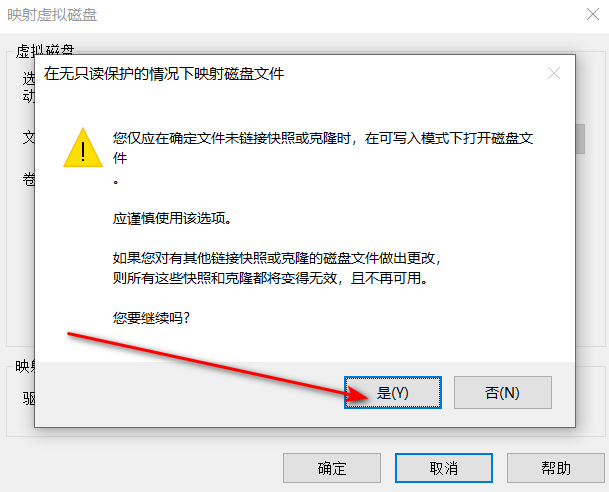 映射虚拟磁盘
虚拟磁盘
在无只读保护的情况下映射磁盘文件
选
动
您仅应在确定文件未链接快照或克隆时，在可写入模式下打开磁盘文
件
。
文
卷
应谨慎使用该选项。
如果您对有其他链接快照或克隆的磁盘文件做出更改，
则所有这些快照和克隆都将变得无效，且不再可用。
您要继续吗?
映射
驱
是(Y)
否(N)
确定
取消
帮助